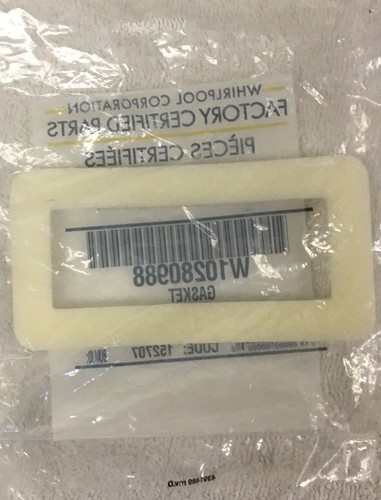 WHIRLPOOL CORPORATION
FACTORY CERTIFIED PARTS
PIÈCES CERTIFIÉES
W10280988
GASKET
CODE: 152707